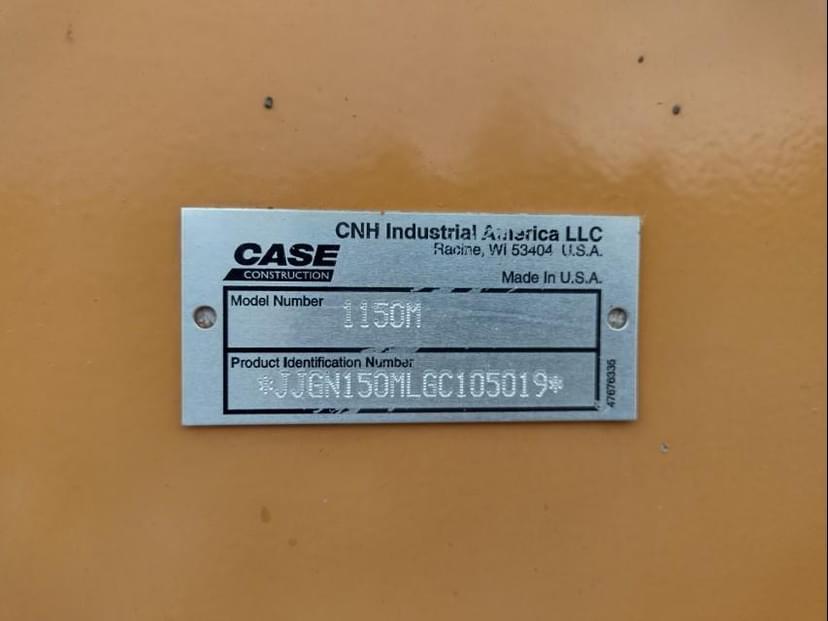 CNH Industrial America LLC
Racine, WI 53404 U.S.A.
CASE
CONSTRUCTION
Made In U.S.A.
Model Number
1150M
Product Identification Number
*JJGN150MLGC105019*
47676335